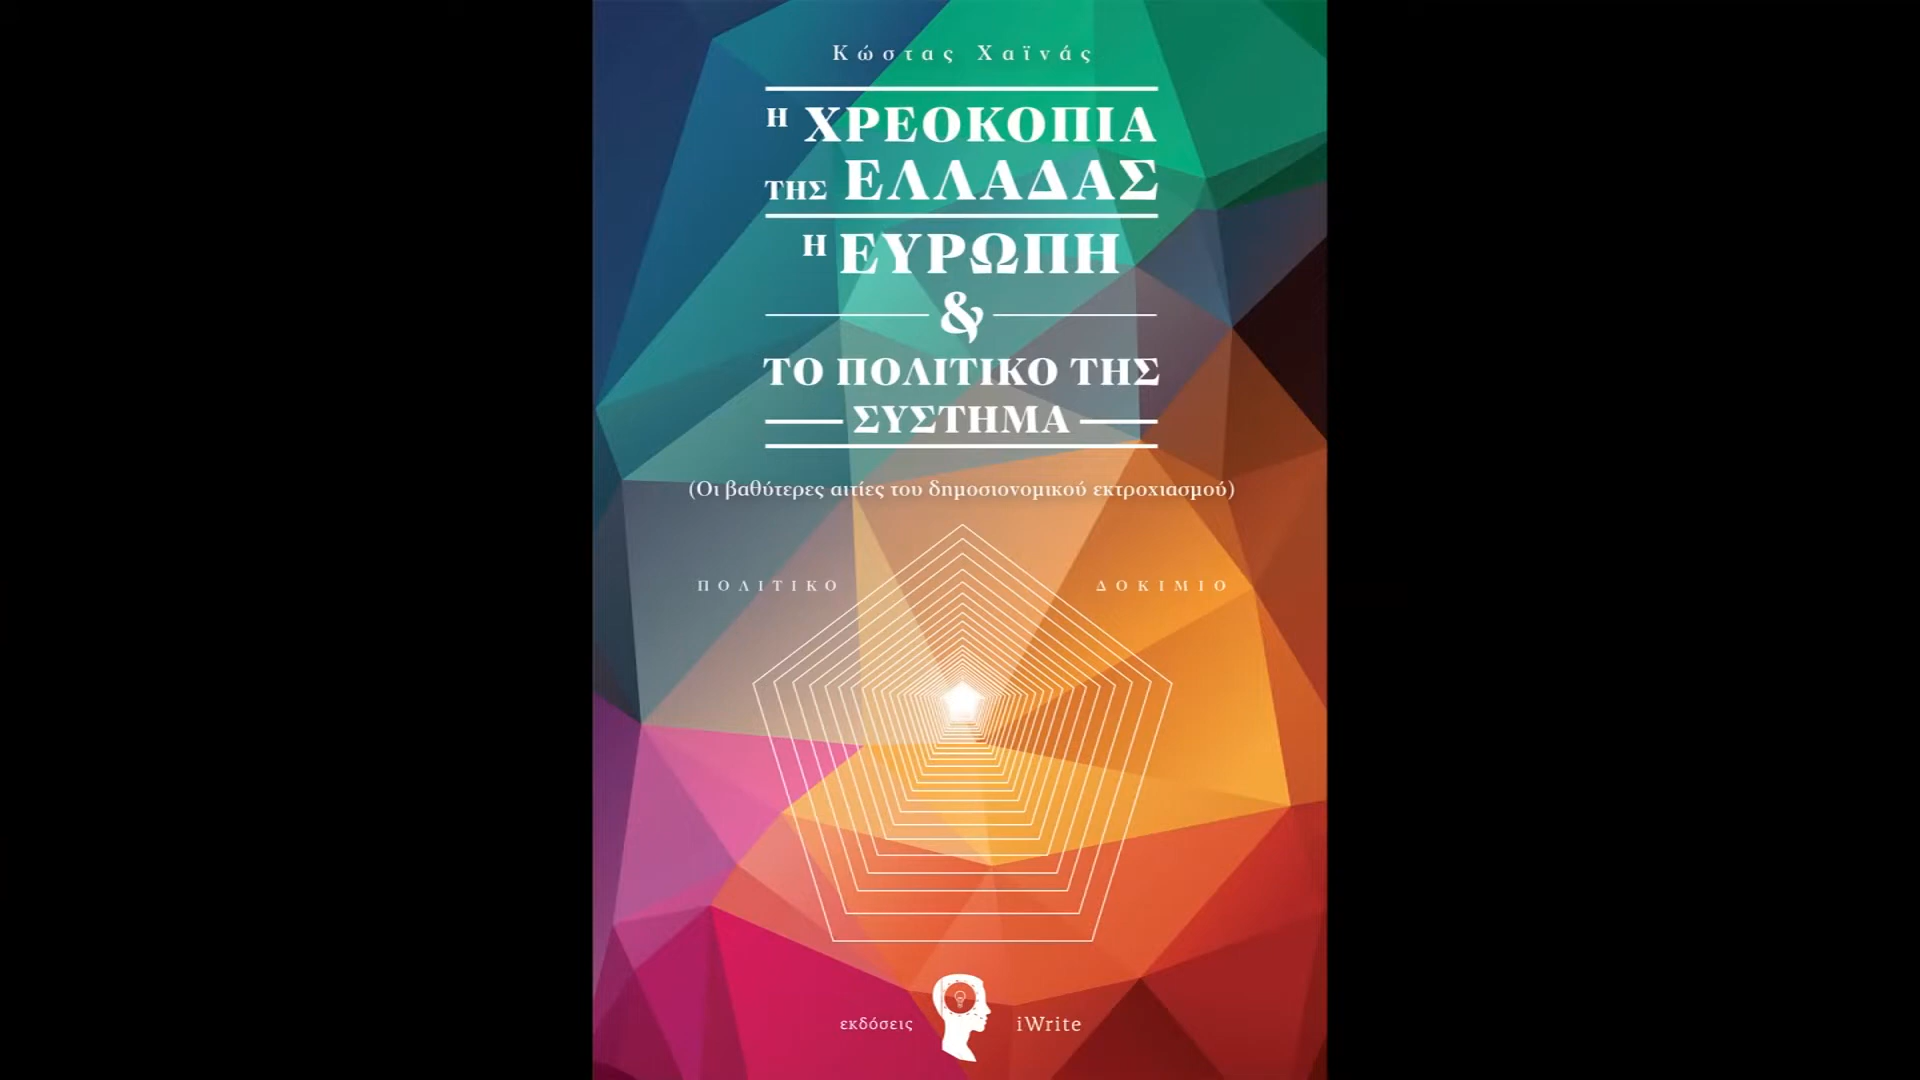 Κώστας Χαϊνάς
Η ΧΡΕΟΚΟΠΙΑ
ΤΗΣ ΕΛΛΑΔΑΣ
Η ΕΥΡΩΠΗ
&
ΤΟ ΠΟΛΙΤΙΚΟ ΤΗΣ
ΣΥΣΤΗΜΑ
(Οι βαθύτερες αιτίες του δημοσιονομικού εκτροχιασμού)
ΠΟΛΙΤΙΚΟ ΔΟΚΙΜΙΟ
εκδόσεις iWrite